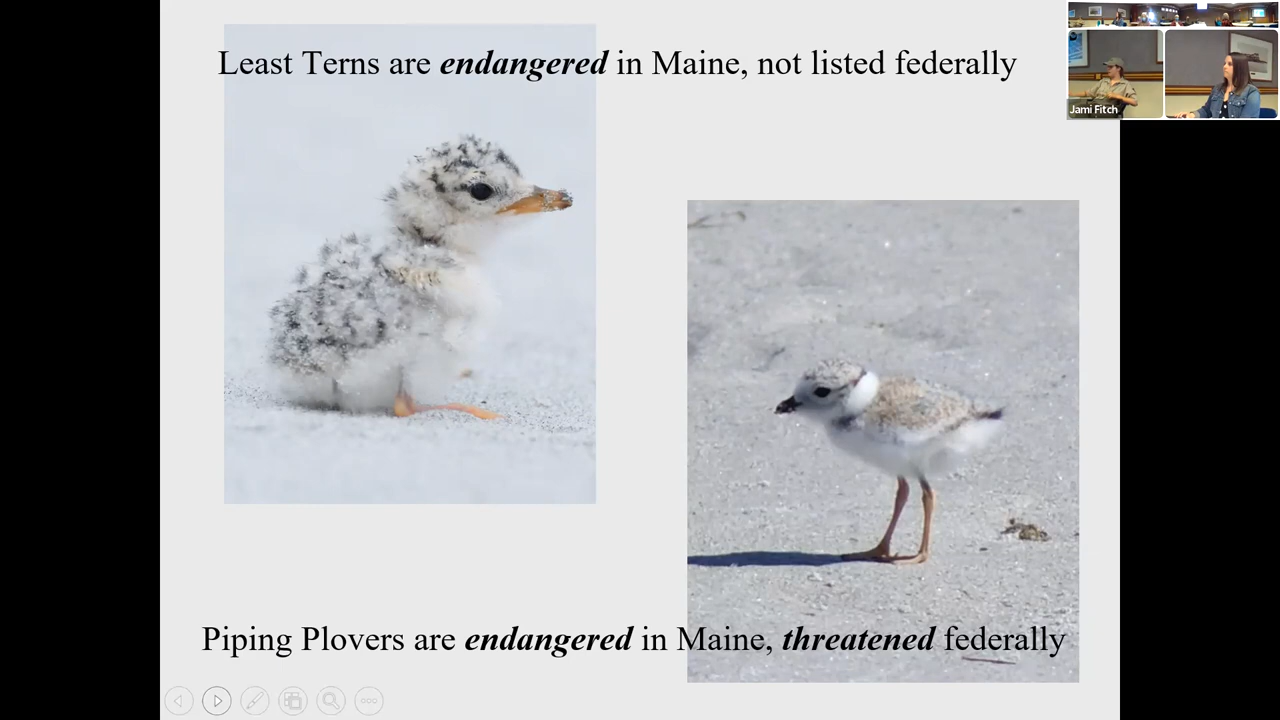 Least Terns are endangered in Maine, not listed federally
Jami Fitch
Piping Plovers are endangered in Maine, threatened federally